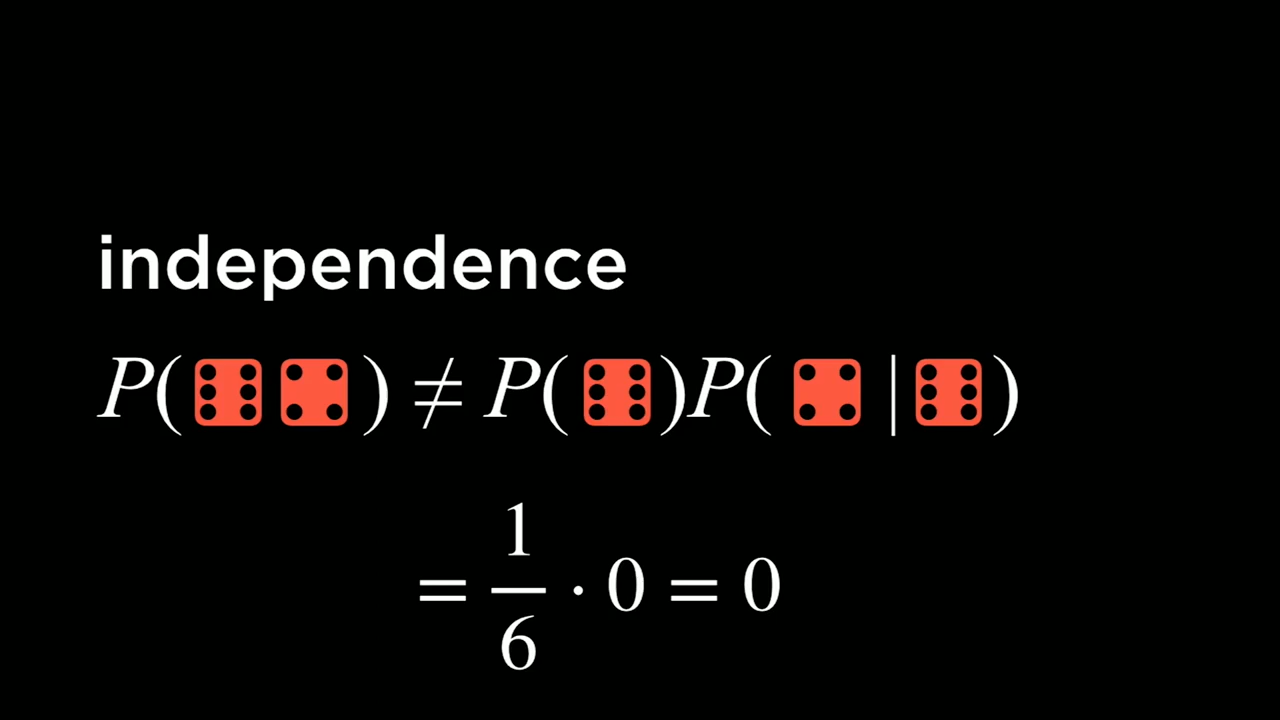 independence
P(⚅⚃) ≠ P(⚅)P(⚃|⚅)
= 1/6 · 0 = 0